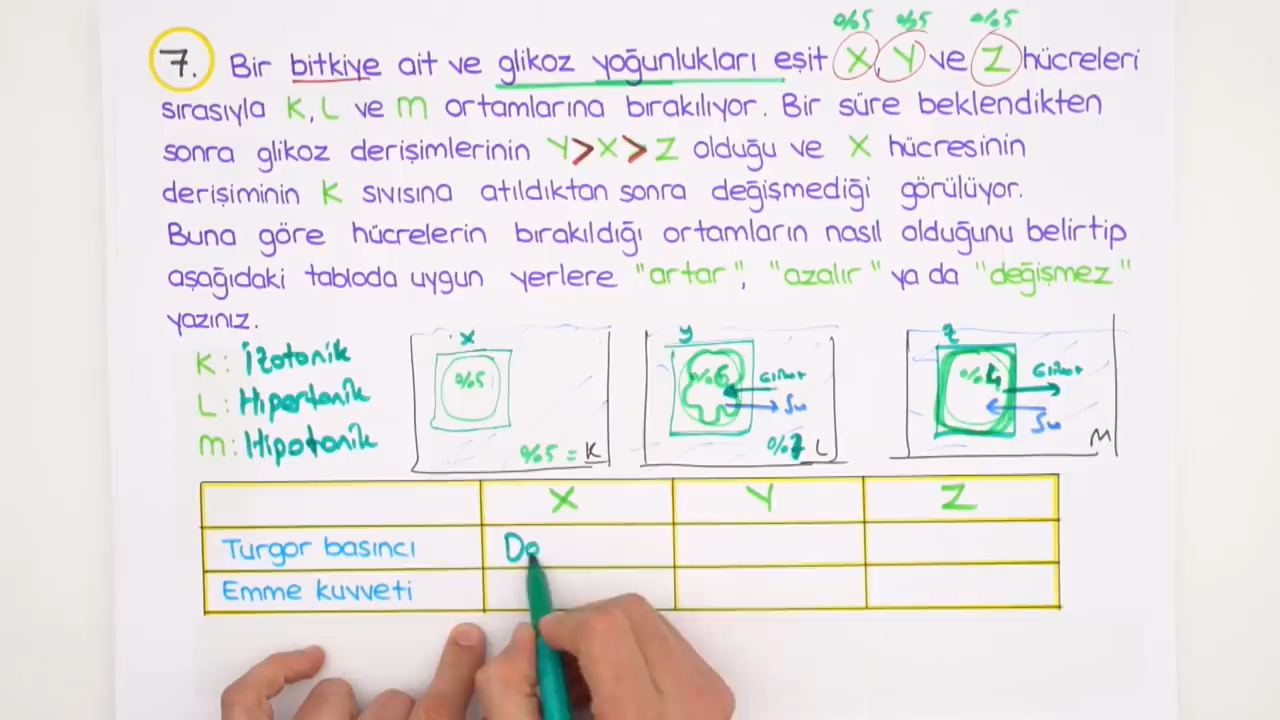 %5 %5 %5
7. Bir bitkiye ait ve glikoz yoğunlukları eşit X, Y ve Z hücreleri
sırasıyla K, L ve M ortamlarına bırakılıyor. Bir süre beklendikten
sonra glikoz derişimlerinin Y>X>Z olduğu ve X hücresinin
derişiminin K sıvısına atıldıktan sonra değişmediği görülüyor.
Buna göre hücrelerin bırakıldığı ortamların nasıl olduğunu belirtip
aşağıdaki tabloda uygun yerlere "artar", "azalır" ya da "değişmez"
yazınız.
K: İzotonik
L: Hipertonik
M: Hipotonik
X
%5
%5 = K
Y
%6
Glikoz
Su
%7 L
Z
%4
Glikoz
Su
M
X Y Z
Turgor basıncı De
Emme kuvveti